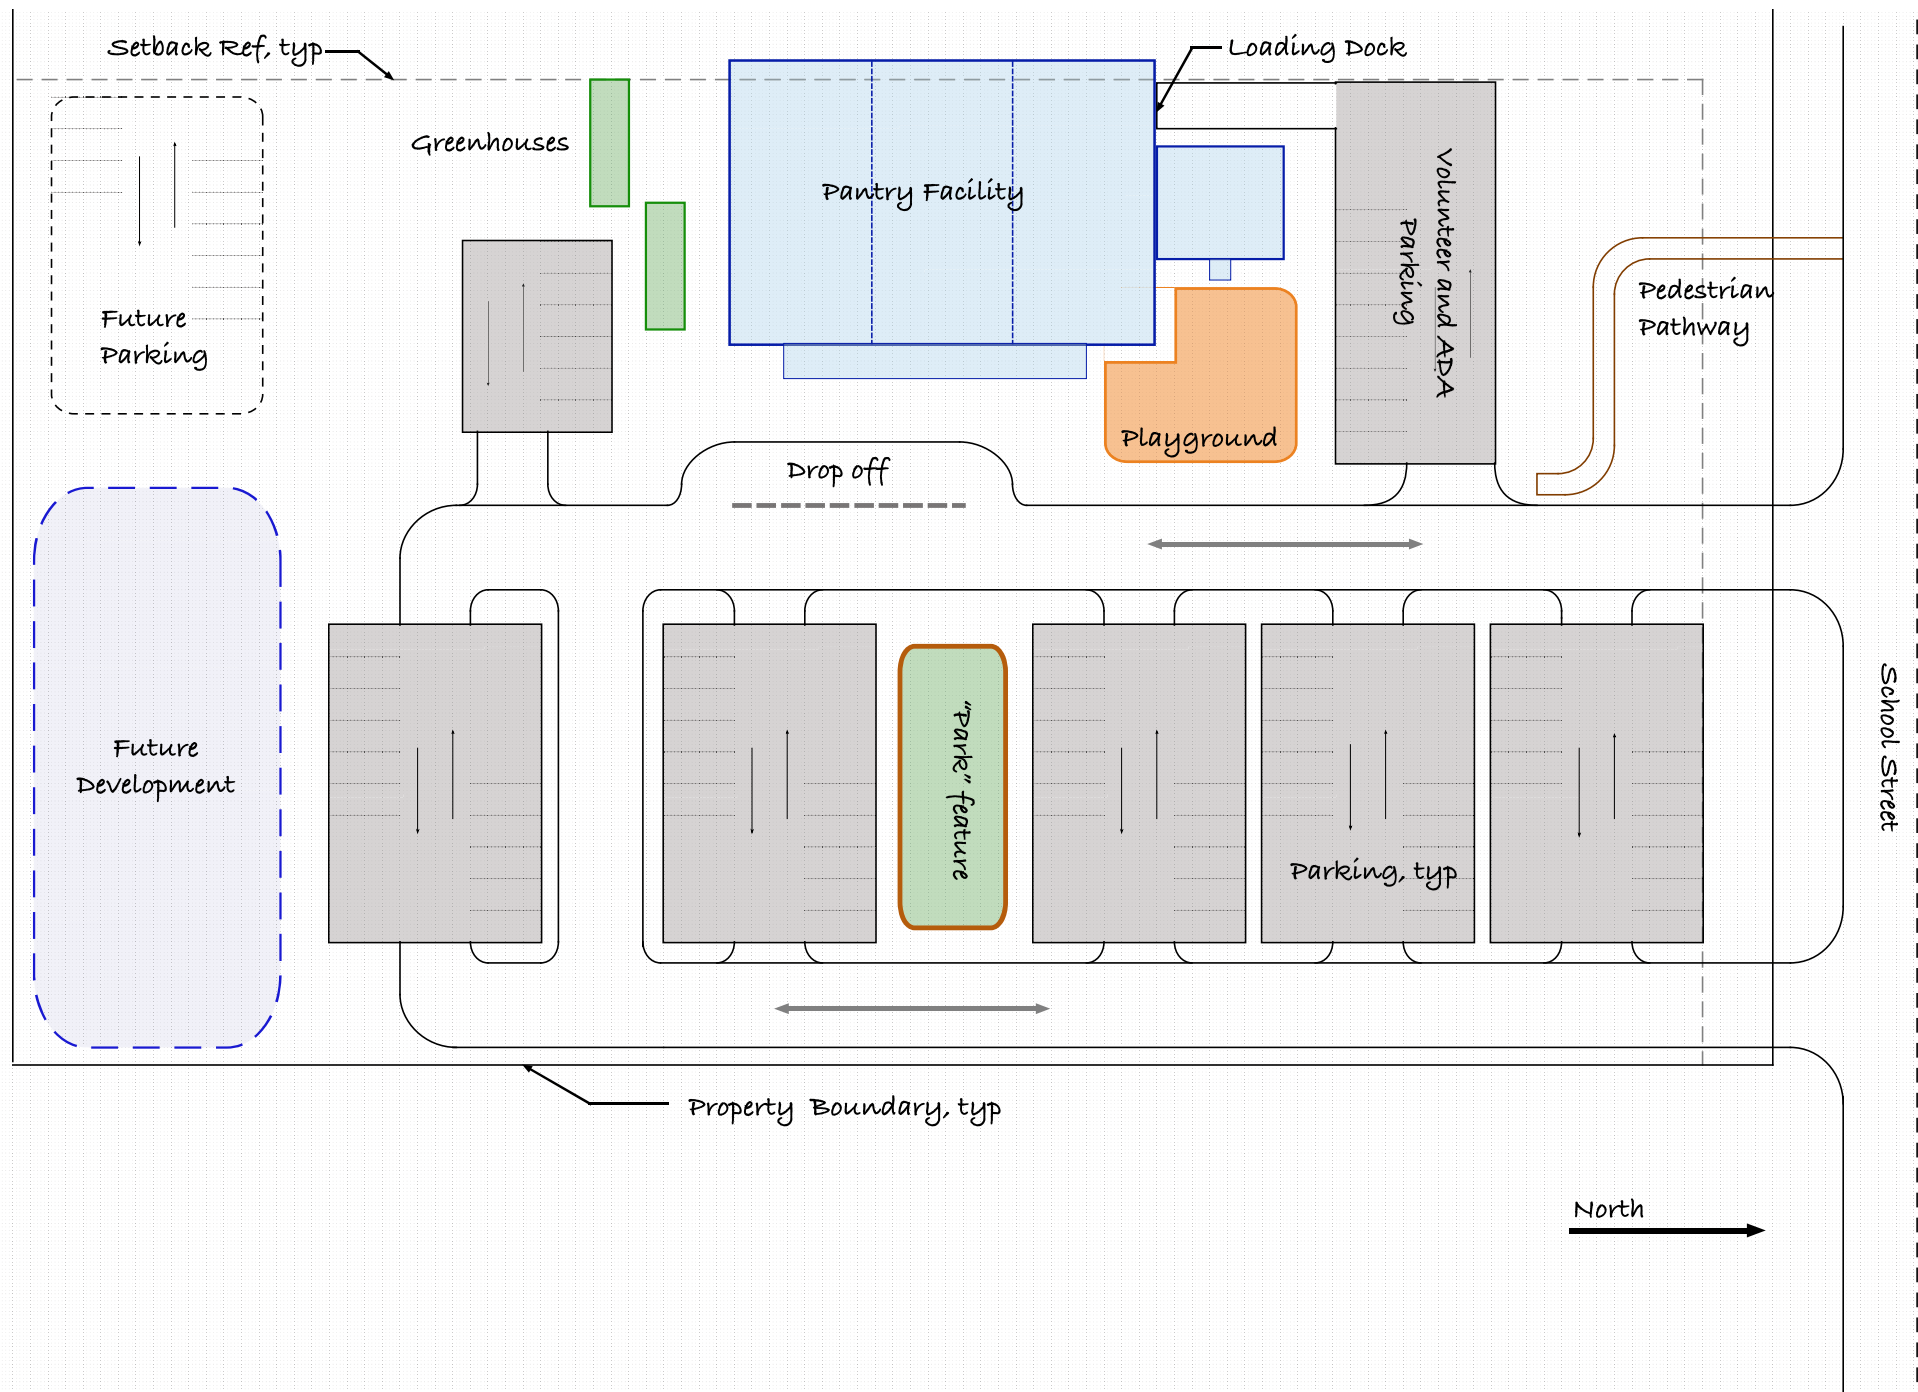 Setback Ref, typ
Loading Dock
Greenhouses
Pantry Facility
Volunteer and ADA
Parking
Pedestrian
Pathway
Future
Parking
Playground
Drop off
Future
Development
"Park" feature
School Street
Parking, typ
Property Boundary, typ
North